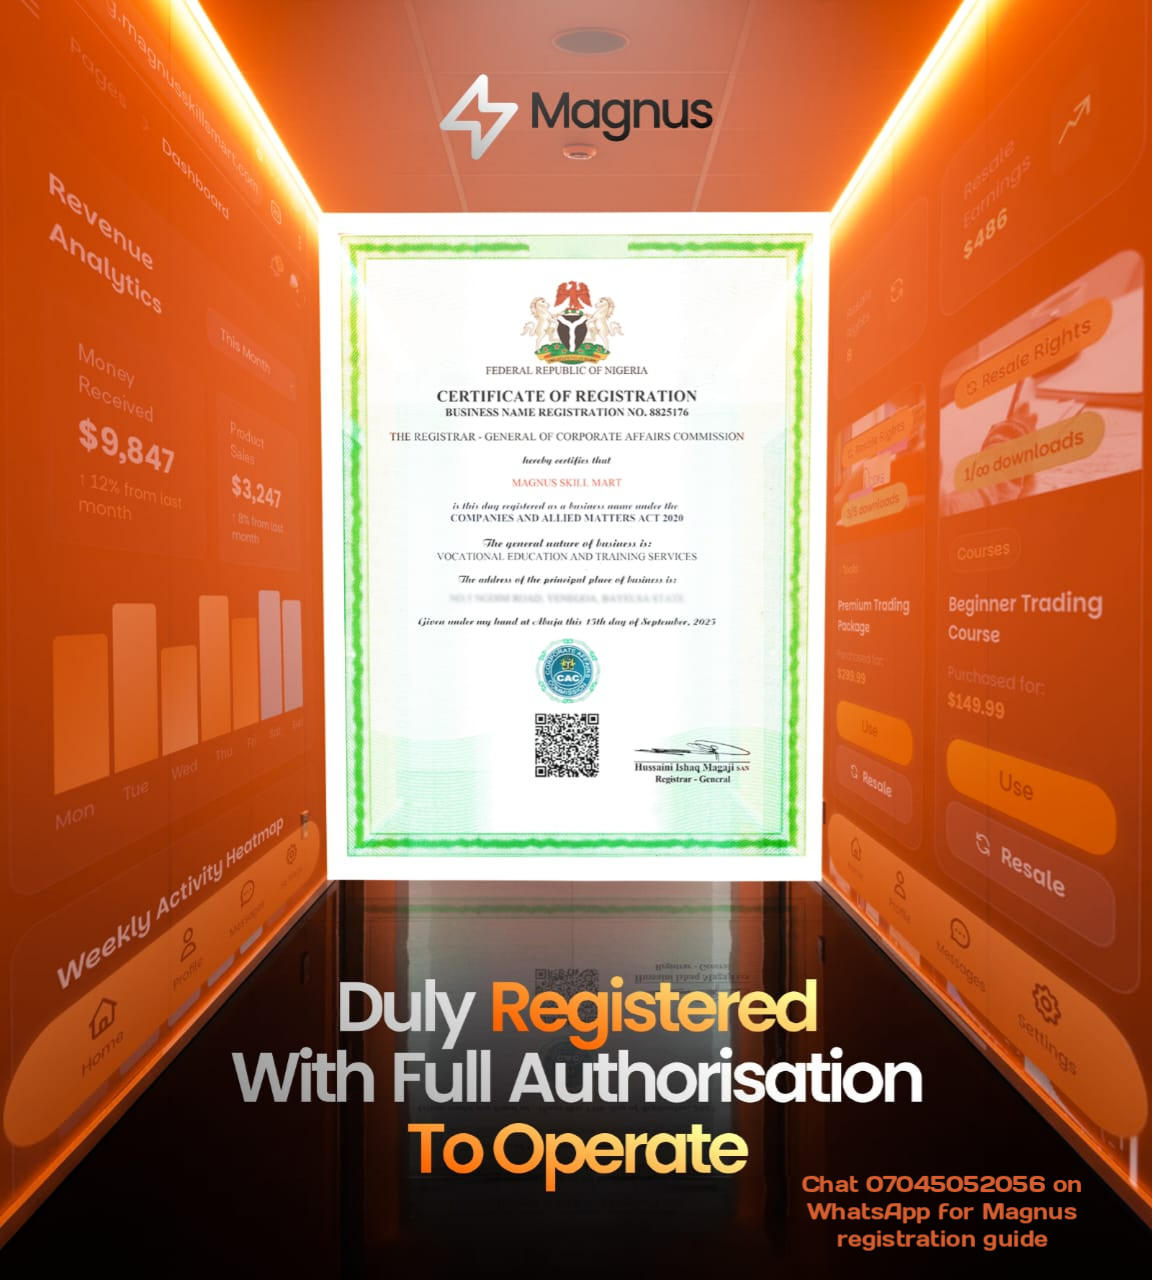 Magnus
g.magnusskillsmart.com
Pages
Dashboard
Revenue
Analytics
This Month
Money
Received
$9,847
↑ 12% from last
month
Product
Sales
$3,247
↑ 8% from last
month
Mon
Tue
Wed
Thu
Fri
Sat
Weekly Activity Heatmap
Home
Profile
Messages
FEDERAL REPUBLIC OF NIGERIA
CERTIFICATE OF REGISTRATION
BUSINESS NAME REGISTRATION NO. 8825176
THE REGISTRAR - GENERAL OF CORPORATE AFFAIRS COMMISSION
hereby certifies that
MAGNUS SKILL MART
is this day registered as a business name under the
COMPANIES AND ALLIED MATTERS ACT 2020
The general nature of business is:
VOCATIONAL EDUCATION AND TRAINING SERVICES
The address of the principal place of business is:
Given under my hand at Abuja this 15th day of September, 2025
CORPORATE AFFAIRS
CAC
COMMISSION
Hussaini Ishaq Magaji SAN
Registrar - General
Resale
Earnings
$486
Resale
Rights
8
Resale Rights
1/∞ downloads
Resale Rights
3/5 downloads
Tools
Premium Trading
Package
Purchased for:
$299.99
Use
Resale
Courses
Beginner Trading
Course
Purchased for:
$149.99
Use
Resale
Home
Profile
Messages
Settings
Duly Registered
With Full Authorisation
To Operate
Chat 07045052056 on
WhatsApp for Magnus
registration guide